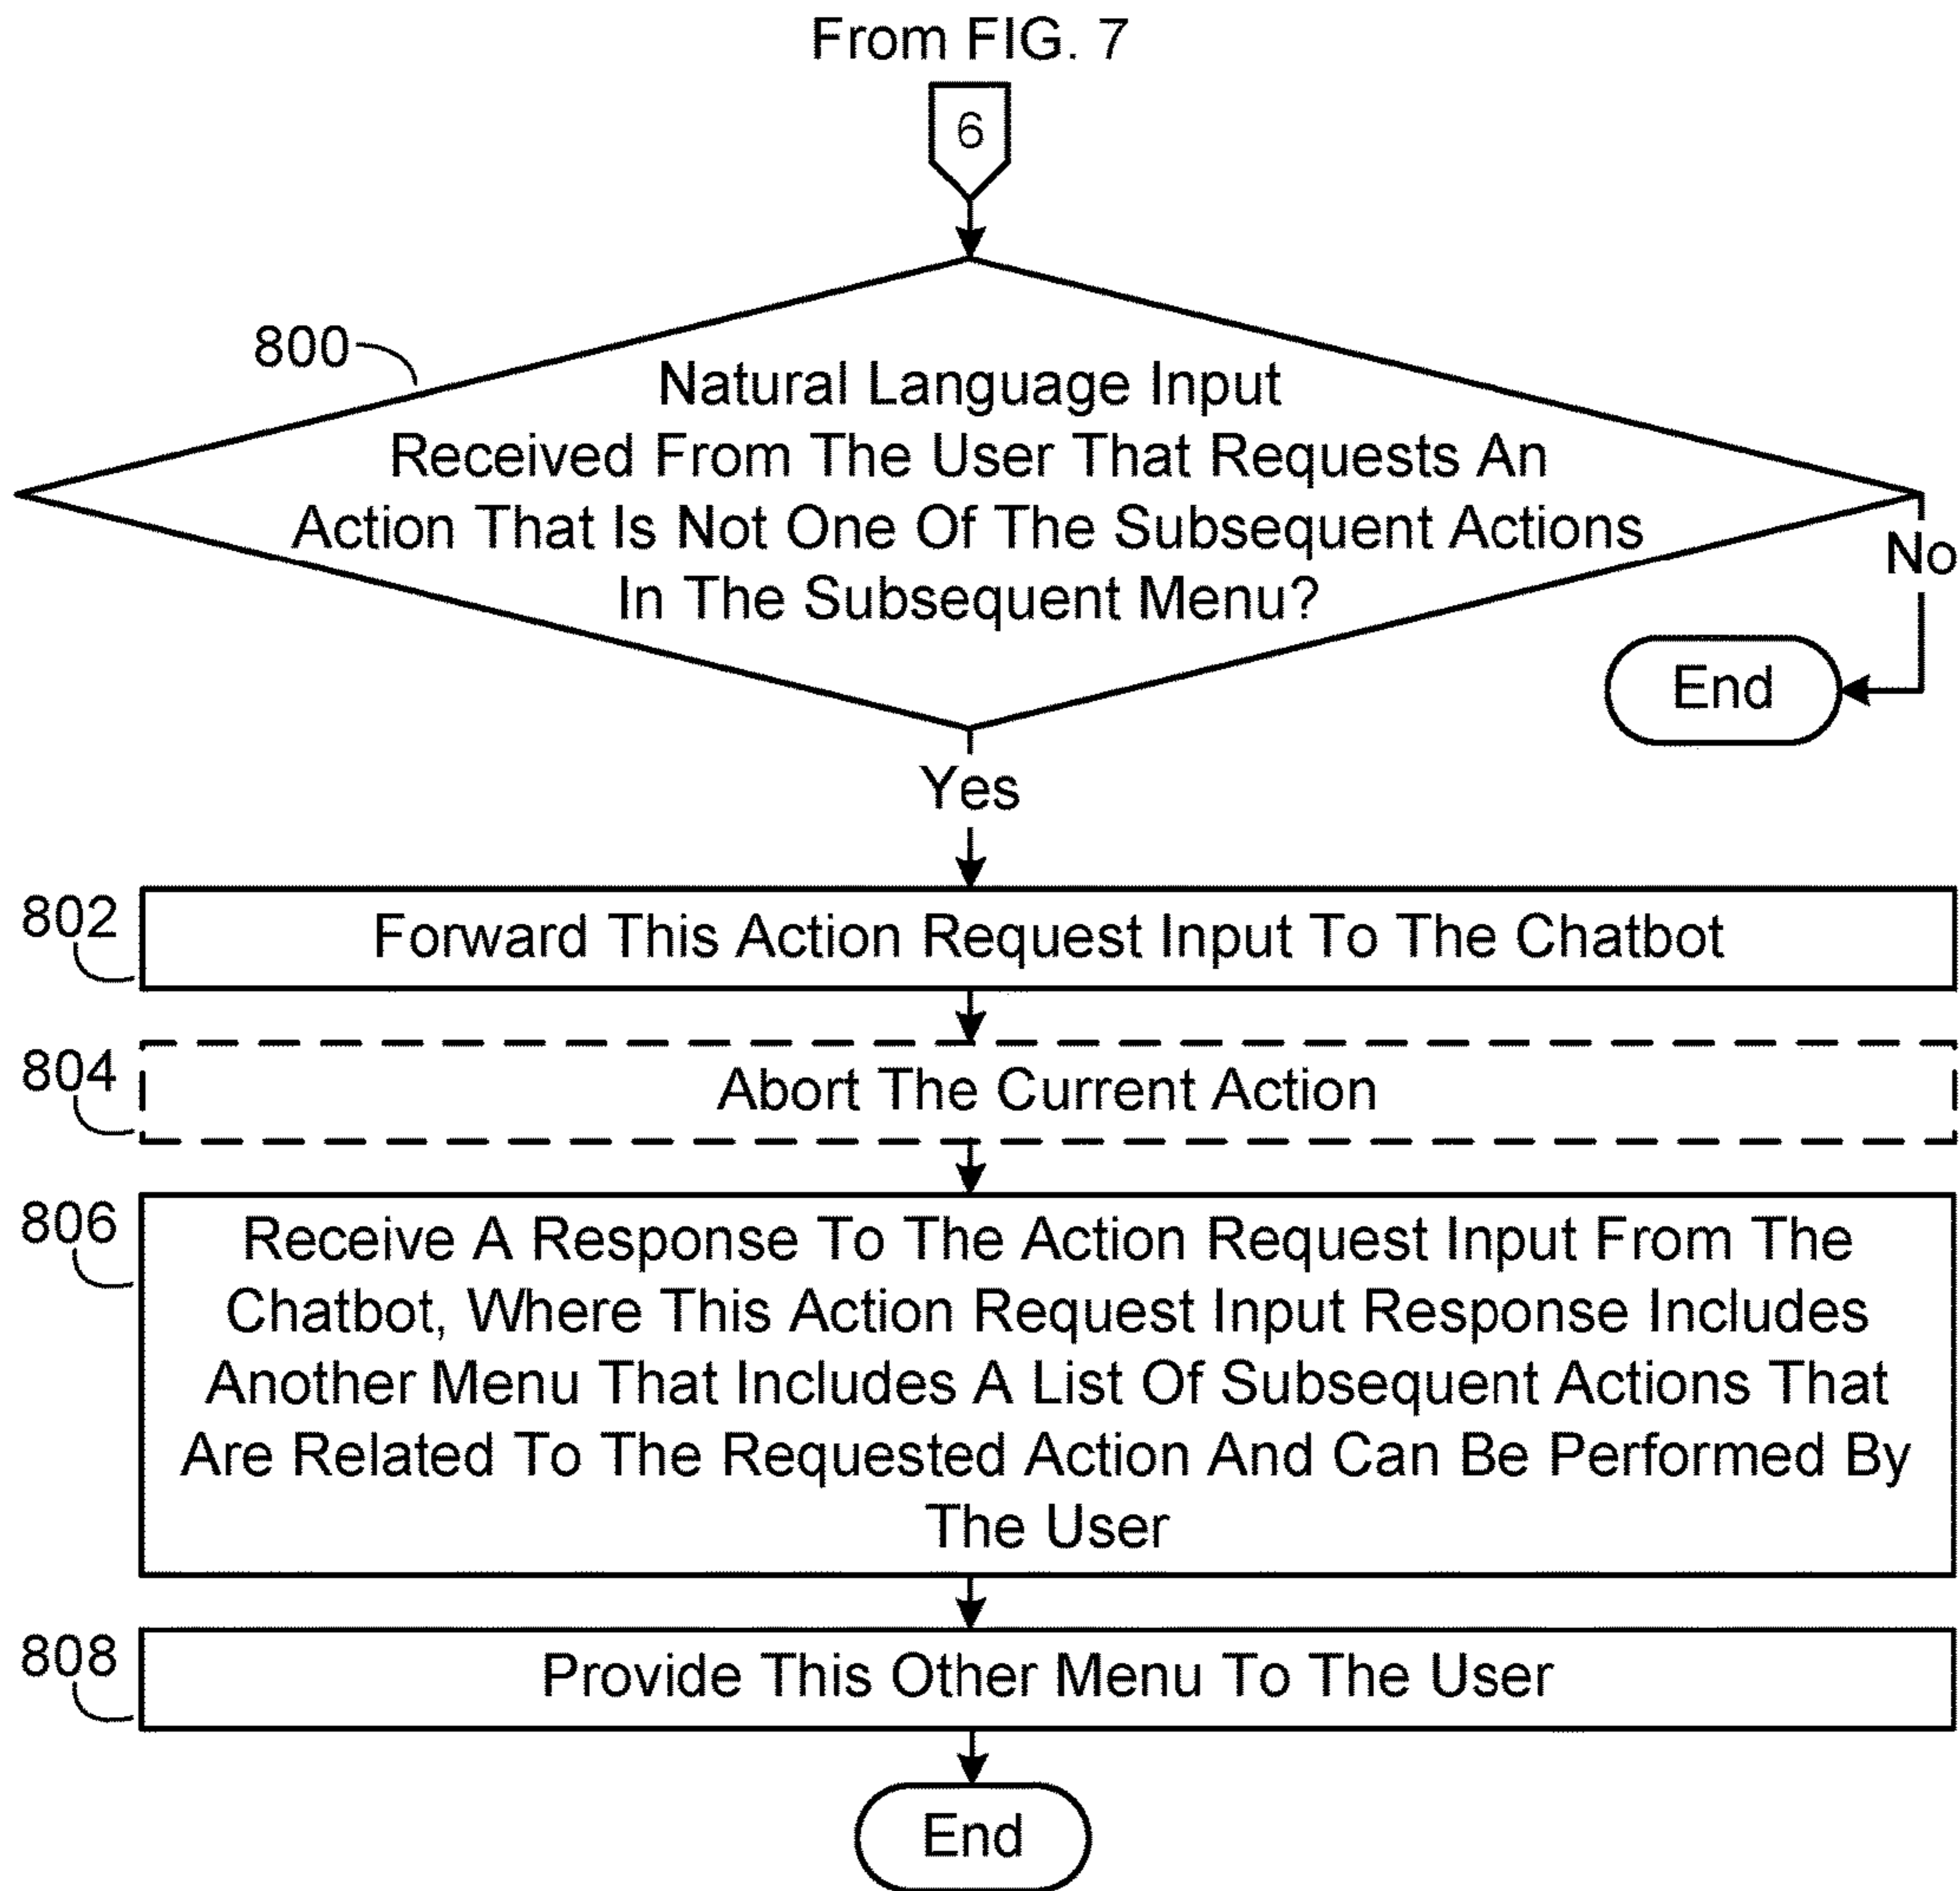 From FIG. 7
6
800
Natural Language Input
Received From The User That Requests An
Action That Is Not One Of The Subsequent Actions
In The Subsequent Menu?
No
End
Yes
802
Forward This Action Request Input To The Chatbot
804
Abort The Current Action
806
Receive A Response To The Action Request Input From The
Chatbot, Where This Action Request Input Response Includes
Another Menu That Includes A List Of Subsequent Actions That
Are Related To The Requested Action And Can Be Performed By
The User
808
Provide This Other Menu To The User
End